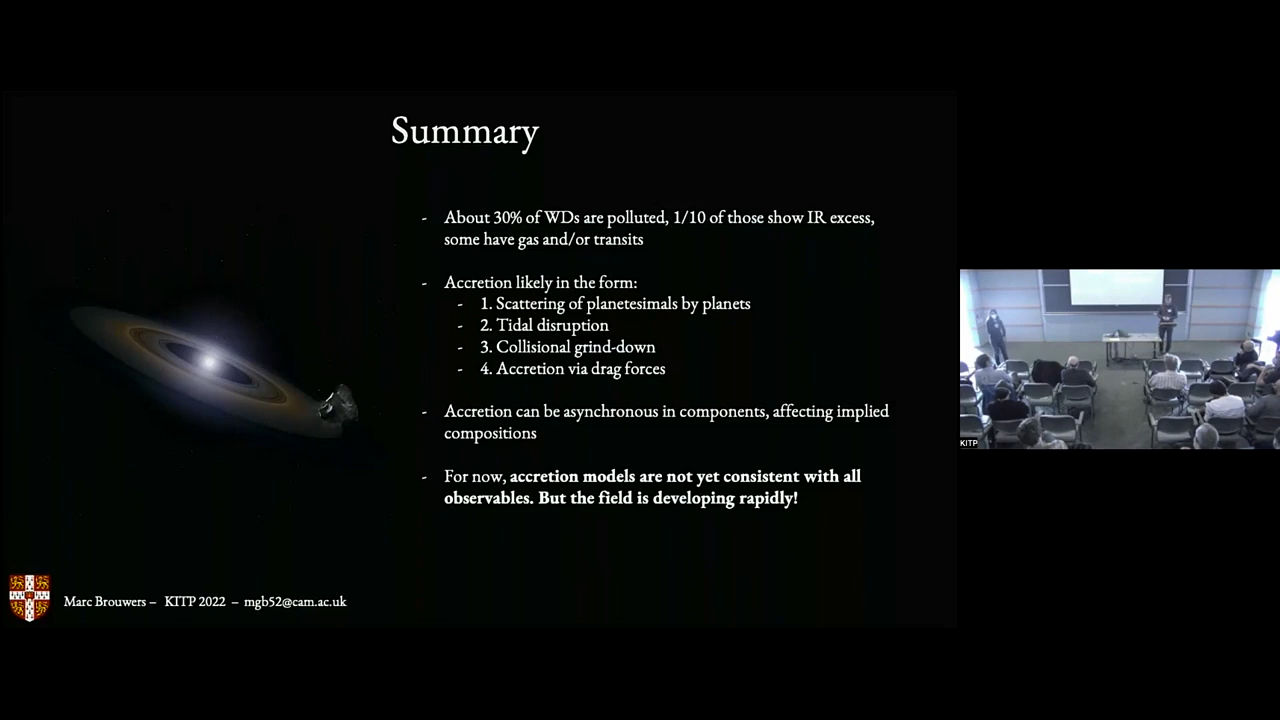 Summary
- About 30% of WDs are polluted, 1/10 of those show IR excess,
some have gas and/or transits
- Accretion likely in the form:
- 1. Scattering of planetesimals by planets
- 2. Tidal disruption
- 3. Collisional grind-down
- 4. Accretion via drag forces
- Accretion can be asynchronous in components, affecting implied
compositions
- For now, accretion models are not yet consistent with all
observables. But the field is developing rapidly!
Marc Brouwers – KITP 2022 – mgb52@cam.ac.uk
KITP